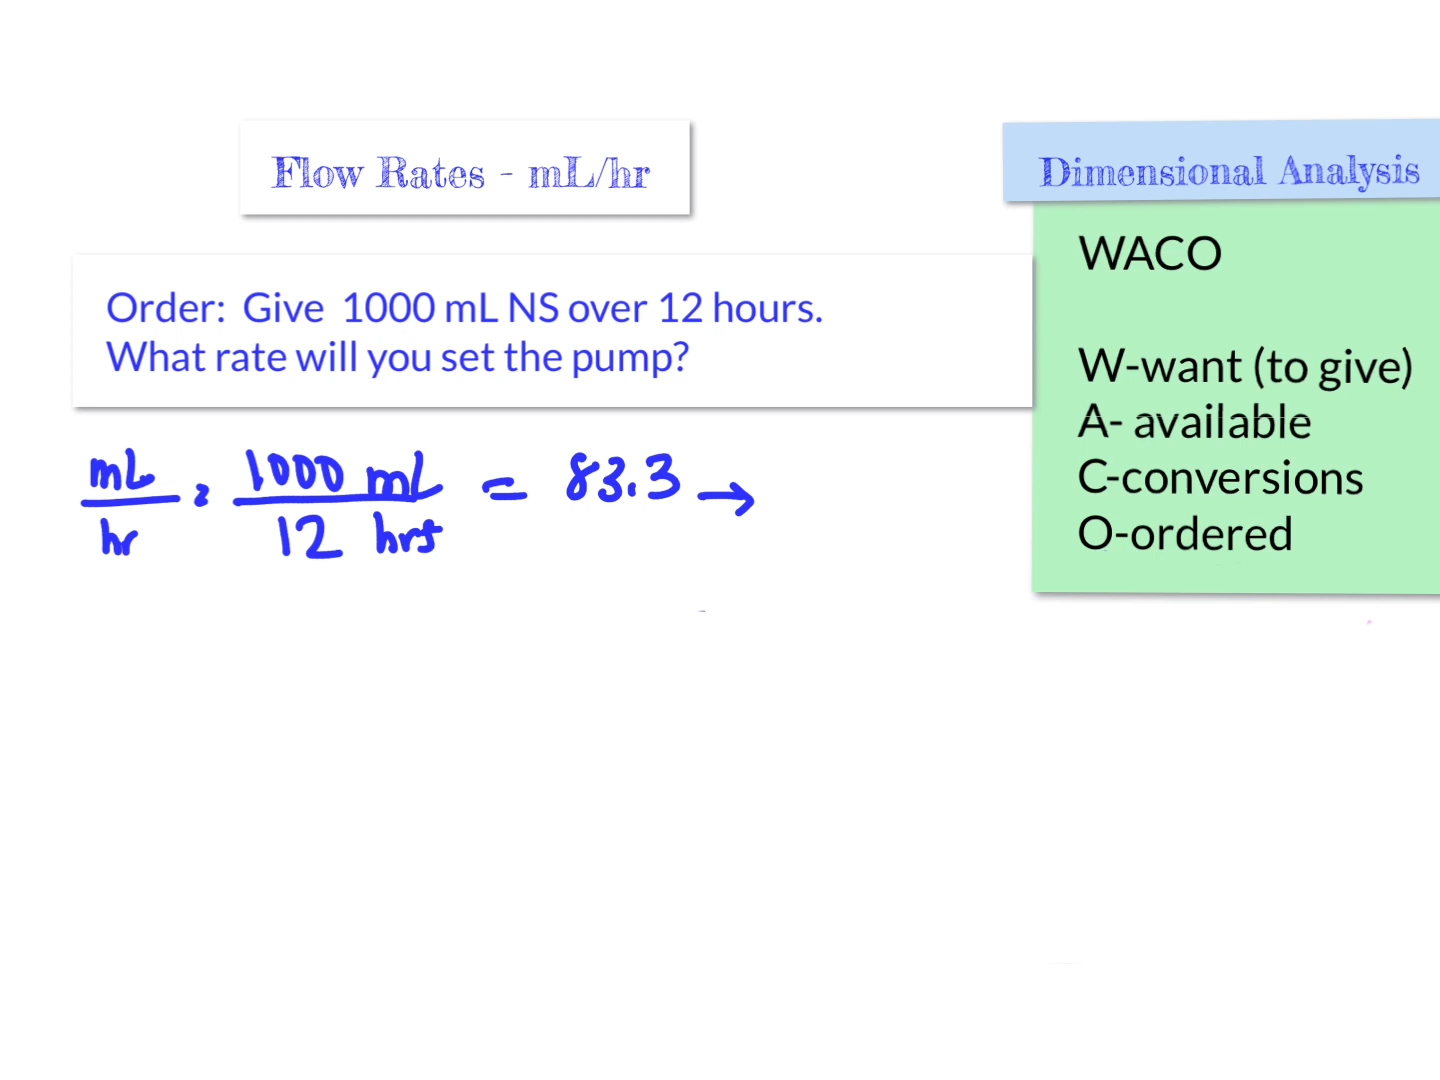 Flow Rates - mL/hr
Dimensional Analysis
Order: Give 1000 mL NS over 12 hours.
What rate will you set the pump?
mL/hr = 1000 mL/12 hrs = 83.3 →
WACO
W-want (to give)
A- available
C-conversions
O-ordered